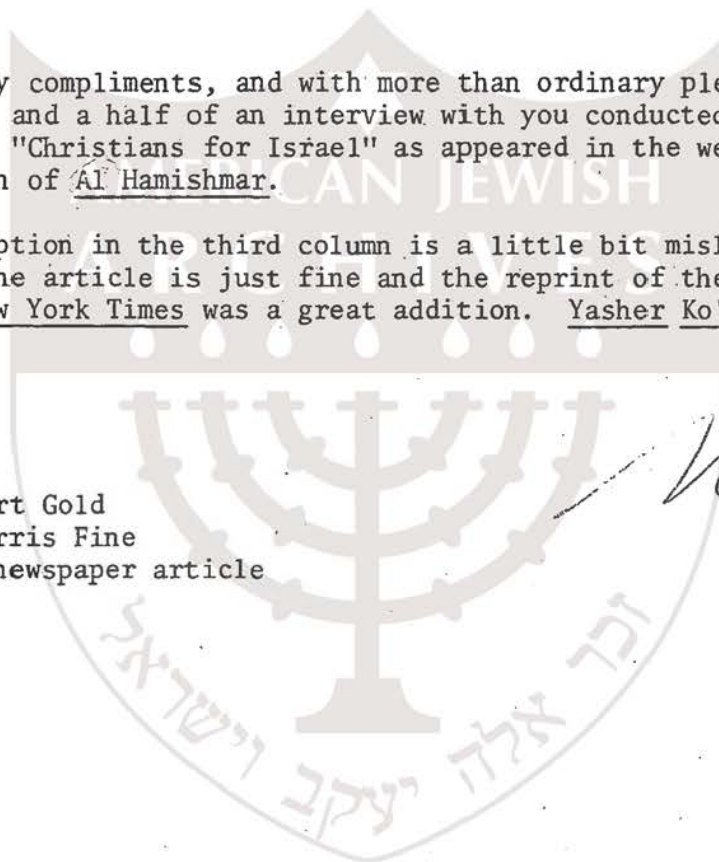 y compliments, and with more than ordinary ple
and a half of an interview with you conducted
"Christians for Israel" as appeared in the we
n of Al Hamishmar.
AMERICAN JEWISH
ption in the third column is a little bit misl
ARCHIVES
ne article is just fine and the reprint of the
w York Times was a great addition. Yasher Ko'
rt Gold
rris Fine
newspaper article
זכר אלה יעקב וישראל